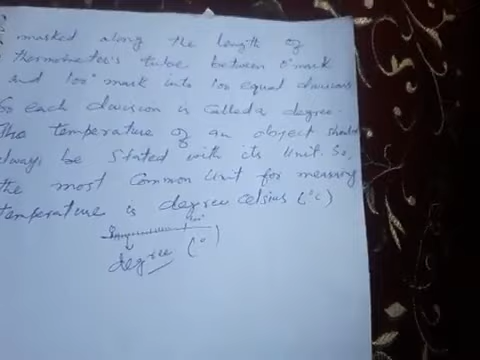 marked along the length of
thermometer's tube between 0° mark
and 100° mark into 100 equal divisions
So each division is called a degree.
The temperature of an object should
always be stated with its unit. So,
the most common unit for measuring
temperature is degree celsius (°C)
100°
degree (°)